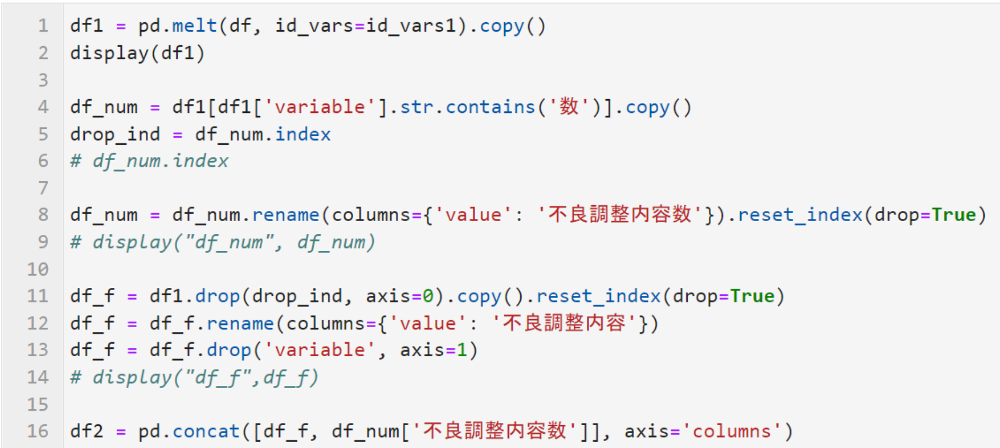 1 df1 = pd.melt(df, id_vars=id_vars1).copy()
2 display(df1)
3
4 df_num = df1[df1['variable'].str.contains('数')].copy()
5 drop_ind = df_num.index
6 # df_num.index
7
8 df_num = df_num.rename(columns={'value': '不良調整内容数'}).reset_index(drop=True)
9 # display("df_num", df_num)
10
11 df_f = df1.drop(drop_ind, axis=0).copy().reset_index(drop=True)
12 df_f = df_f.rename(columns={'value': '不良調整内容'})
13 df_f = df_f.drop('variable', axis=1)
14 # display("df_f",df_f)
15
16 df2 = pd.concat([df_f, df_num['不良調整内容数']], axis='columns')